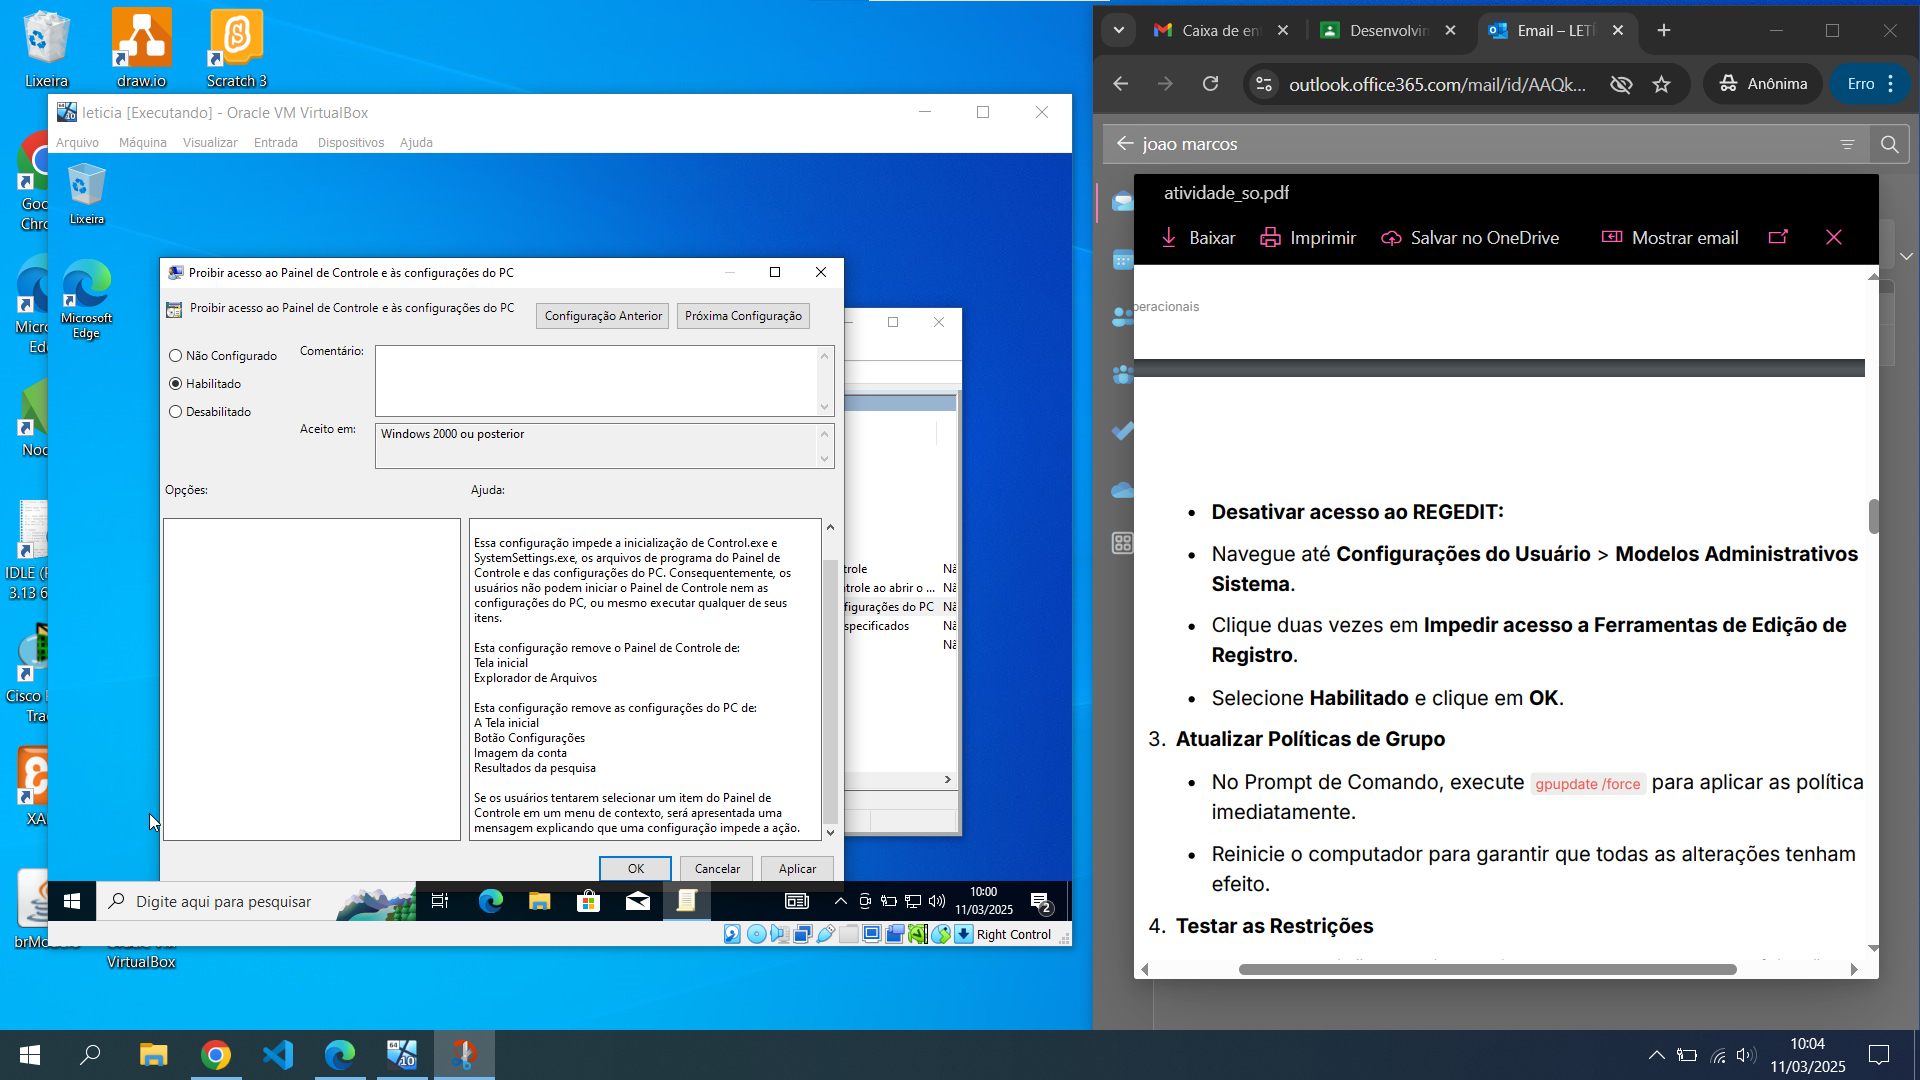 Lixeira
draw.io
Scratch 3
leticia [Executando] - Oracle VM VirtualBox
Arquivo Máquina Visualizar Entrada Dispositivos Ajuda
Lixeira
Microsoft
Edge
Goo
Chro
Micro
Ed
Nod
IDLE (P
3.13 6
Cisco
Tra
XA
VirtualBox
Proibir acesso ao Painel de Controle e às configurações do PC
Proibir acesso ao Painel de Controle e às configurações do PC
Configuração Anterior
Próxima Configuração
Não Configurado
Habilitado
Desabilitado
Comentário:
Aceito em:
Windows 2000 ou posterior
Opções:
Ajuda:
Essa configuração impede a inicialização de Control.exe e
SystemSettings.exe, os arquivos de programa do Painel de
Controle e das configurações do PC. Consequentemente, os
usuários não podem iniciar o Painel de Controle nem as
configurações do PC, ou mesmo executar qualquer de seus
itens.
Esta configuração remove o Painel de Controle de:
Tela inicial
Explorador de Arquivos
Esta configuração remove as configurações do PC de:
A Tela inicial
Botão Configurações
Imagem da conta
Resultados da pesquisa
Se os usuários tentarem selecionar um item do Painel de
Controle em um menu de contexto, será apresentada uma
mensagem explicando que uma configuração impede a ação.
OK
Cancelar
Aplicar
trole Nã
ntrole ao abrir o ... Nã
figurações do PC Nã
specificados Nã
Nã
Digite aqui para pesquisar
10:00
11/03/2025
2
Right Control
Caixa de en
Desenvolvin
Email – LETÍ
outlook.office365.com/mail/id/AAQk...
Anônima
Erro
joao marcos
atividade_so.pdf
Baixar
Imprimir
Salvar no OneDrive
Mostrar email
peracionais
• Desativar acesso ao REGEDIT:
• Navegue até Configurações do Usuário > Modelos Administrativos
Sistema.
• Clique duas vezes em Impedir acesso a Ferramentas de Edição de
Registro.
• Selecione Habilitado e clique em OK.
3. Atualizar Políticas de Grupo
• No Prompt de Comando, execute gpupdate /force para aplicar as política
imediatamente.
• Reinicie o computador para garantir que todas as alterações tenham
efeito.
4. Testar as Restrições
10:04
11/03/2025